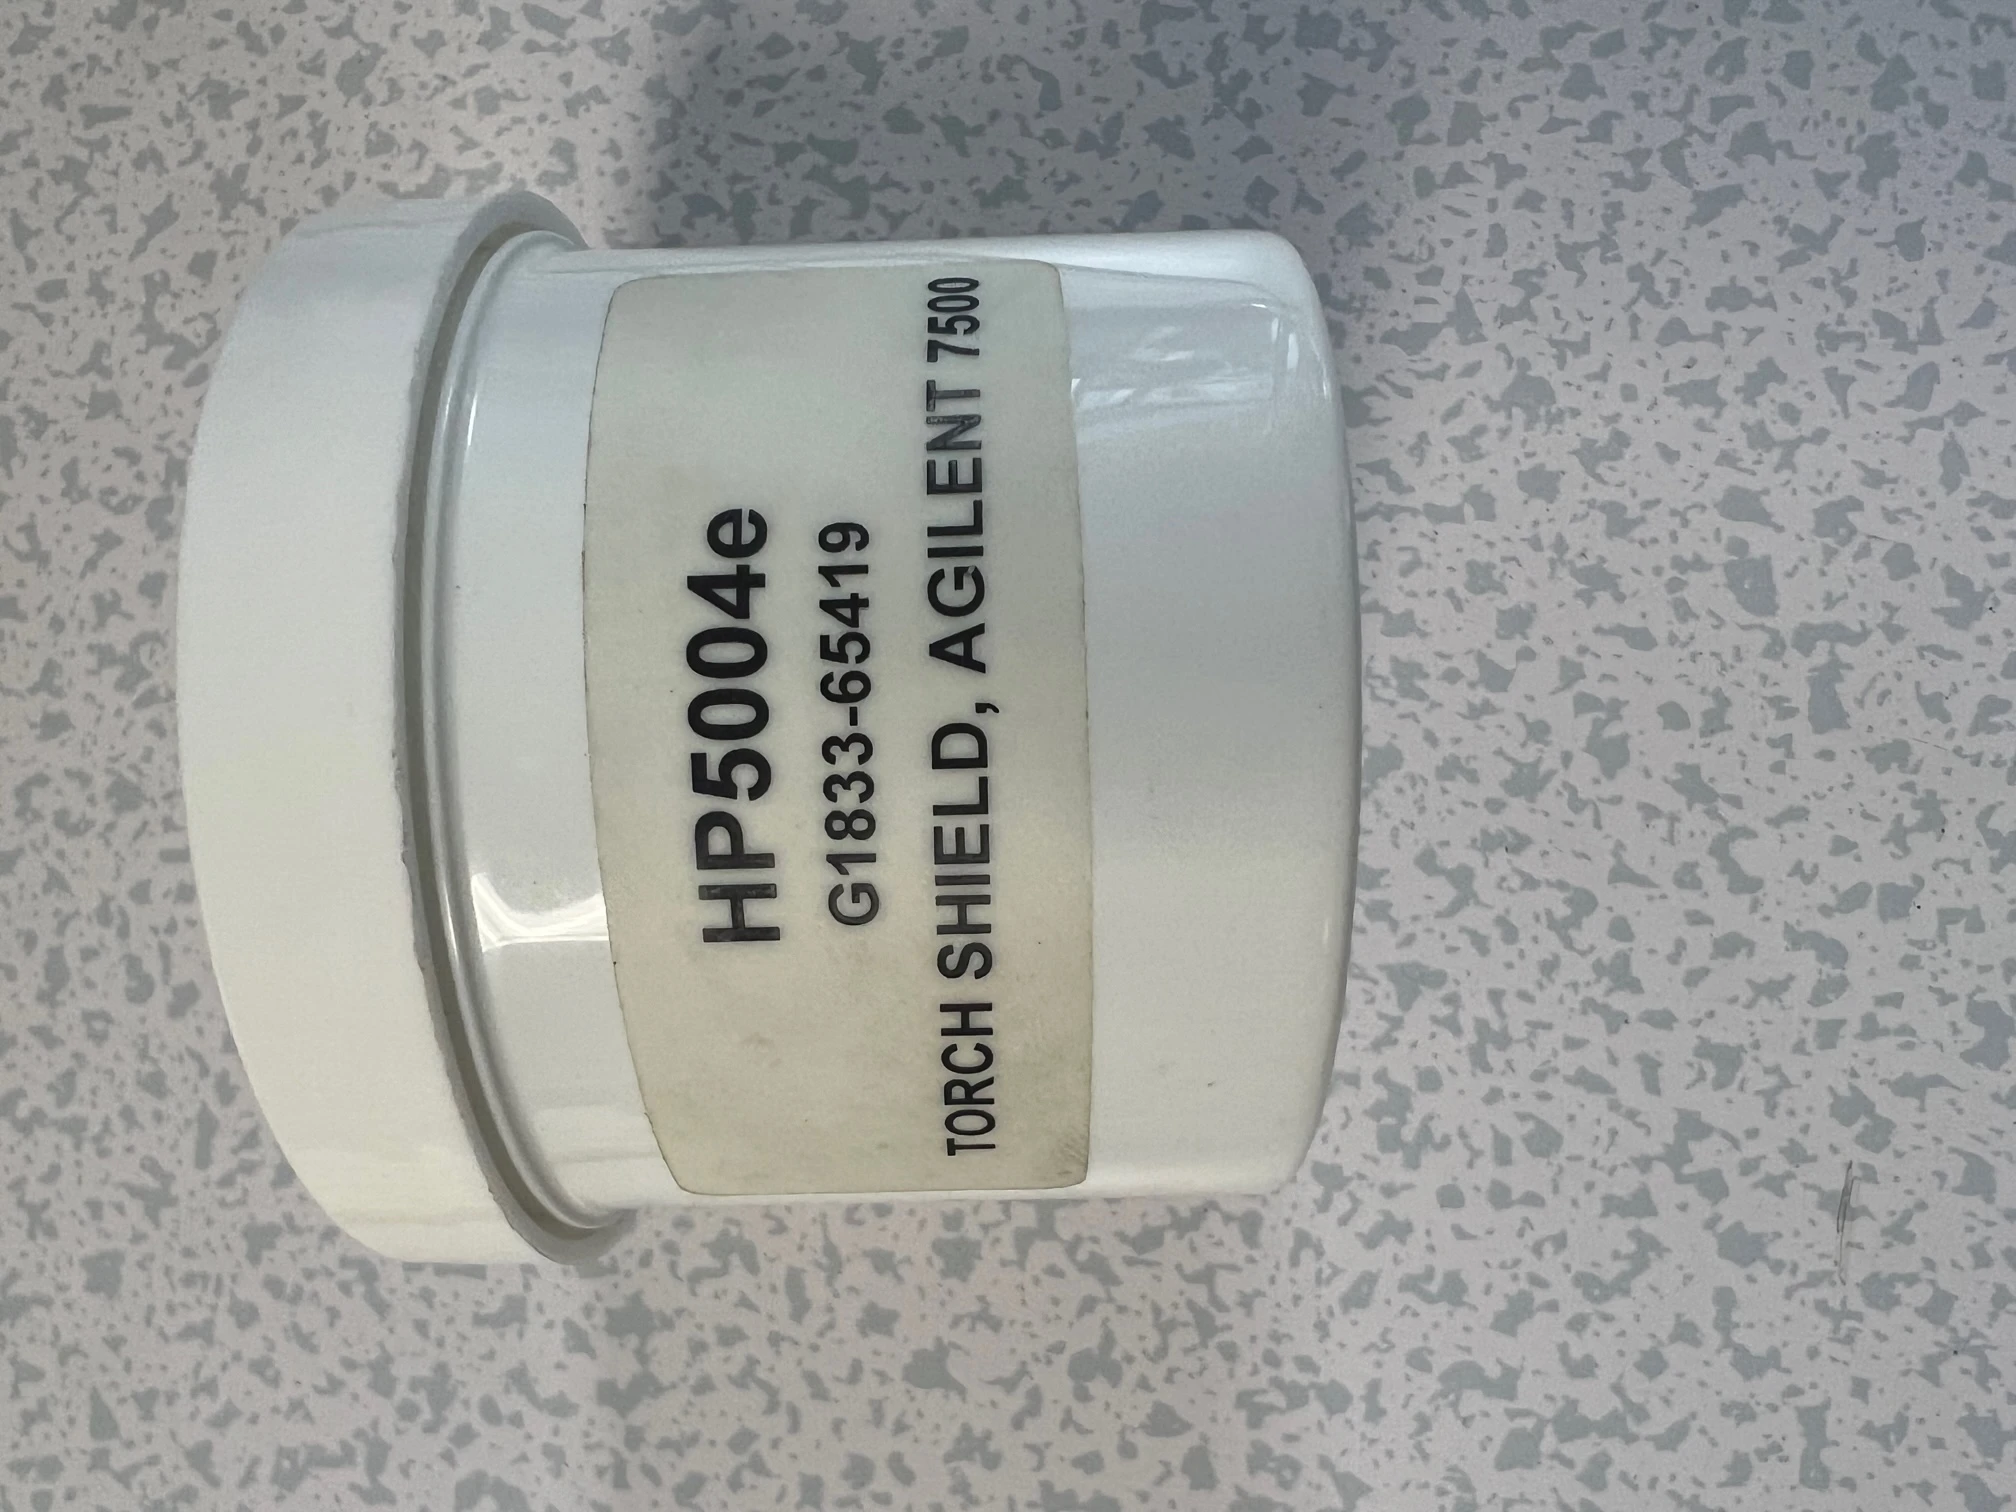 HP5004e
G1833-65419
TORCH SHIELD, AGILENT 7500